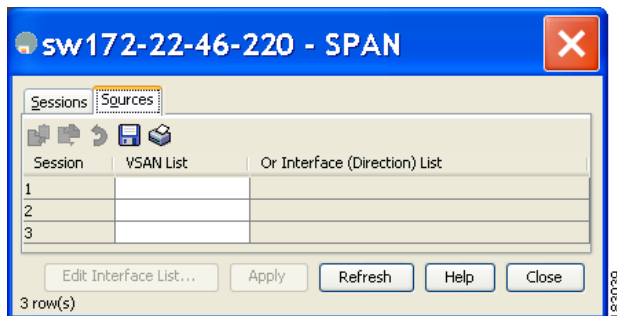 sw172-22-46-220 - SPAN
Sessions Sources
Session VSAN List Or Interface (Direction) List
1
2
3
Edit Interface List... Apply Refresh Help Close
3 row(s)